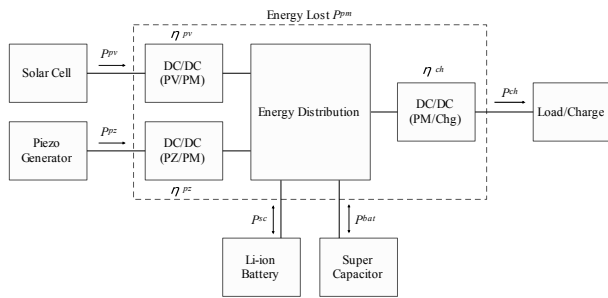 Energy Lost Ppm
η pv
η ch
Ppv
Solar Cell
DC/DC
(PV/PM)
Energy Distribution
DC/DC
(PM/Chg)
Pch
Load/Charge
Ppz
Piezo
Generator
DC/DC
(PZ/PM)
η pz
Psc
Pbat
Li-ion
Battery
Super
Capacitor